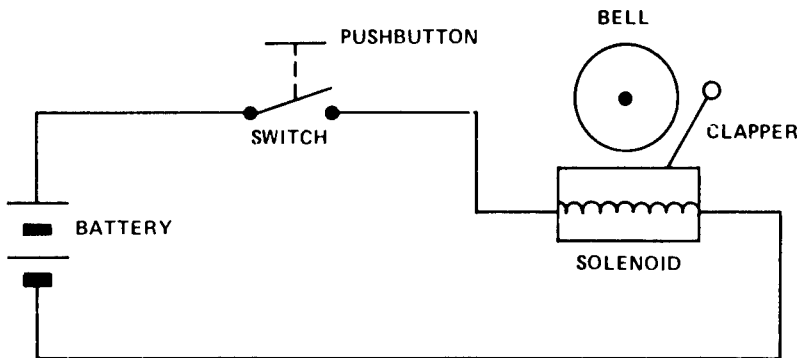 BELL
PUSHBUTTON
CLAPPER
SWITCH
BATTERY
SOLENOID